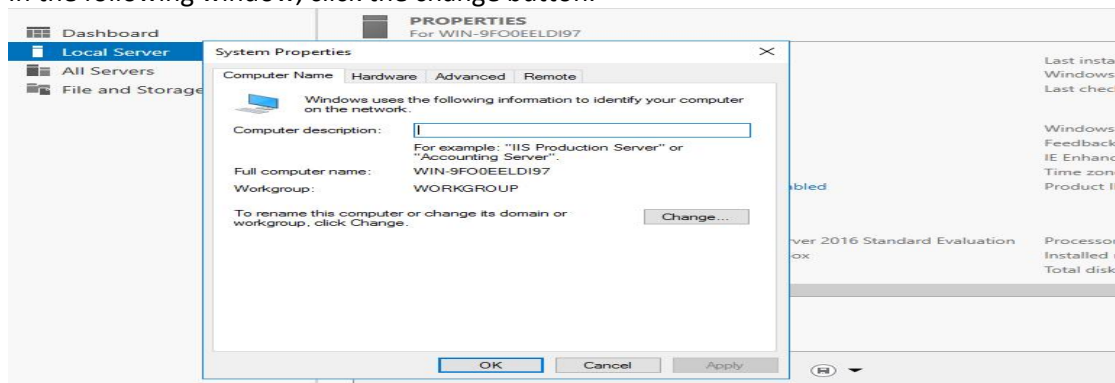 in the following window, click the change button.
PROPERTIES
For WIN-9FO0EELDI97
Dashboard
Local Server
All Servers
File and Storage
System Properties
Computer Name
Hardware
Advanced
Remote
Windows uses the following information to identify your computer
on the network.
Computer description:
For example: "IIS Production Server" or
"Accounting Server".
Full computer name:
WIN-9FO0EELDI97
Workgroup:
WORKGROUP
To rename this computer or change its domain or
workgroup, click Change.
Change...
OK
Cancel
Apply
Last insta
Windows
Last chec
Windows
Feedback
IE Enhanc
Time zon
Product I
bled
ver 2016 Standard Evaluation
ox
Processo
Installed
Total disk